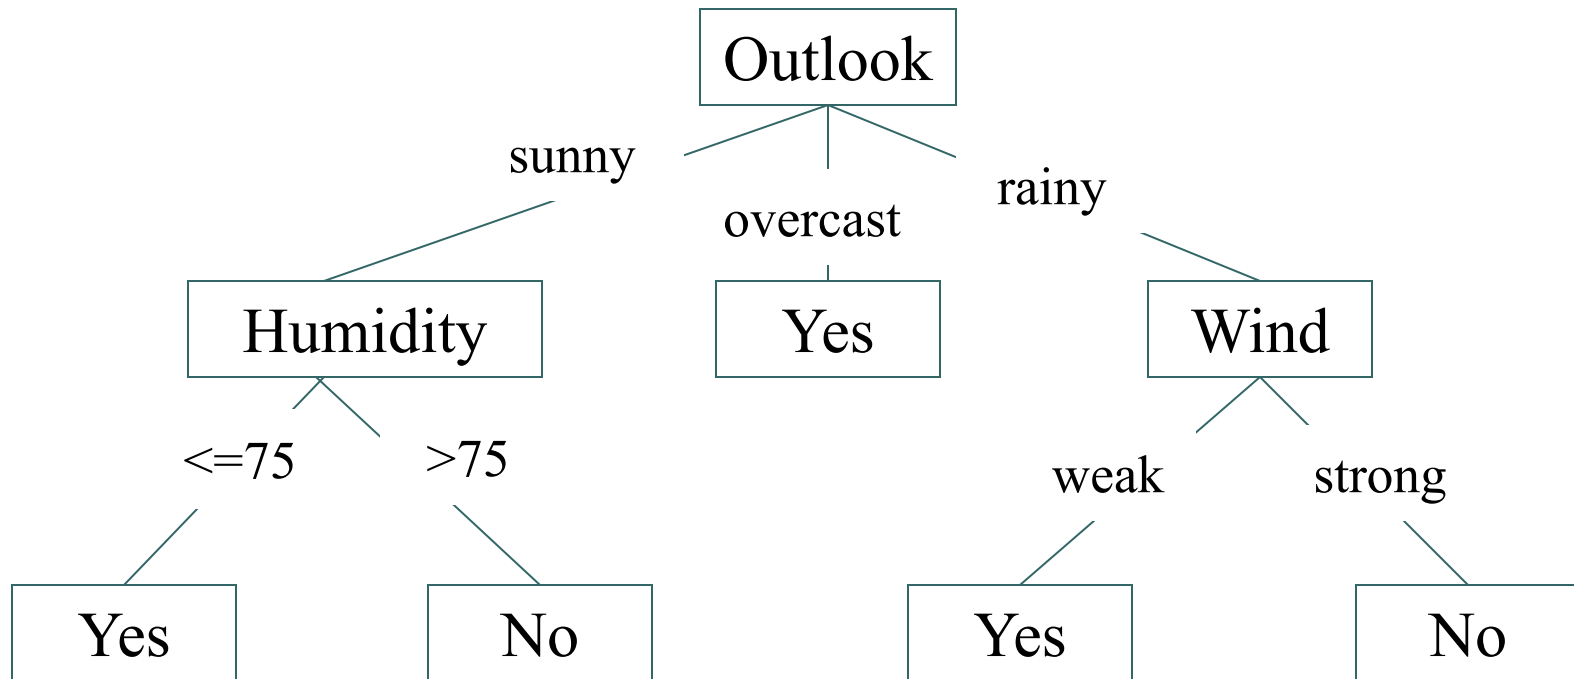 Outlook
sunny
overcast
rainy
Humidity
Yes
Wind
<=75
>75
weak
strong
Yes
No
Yes
No